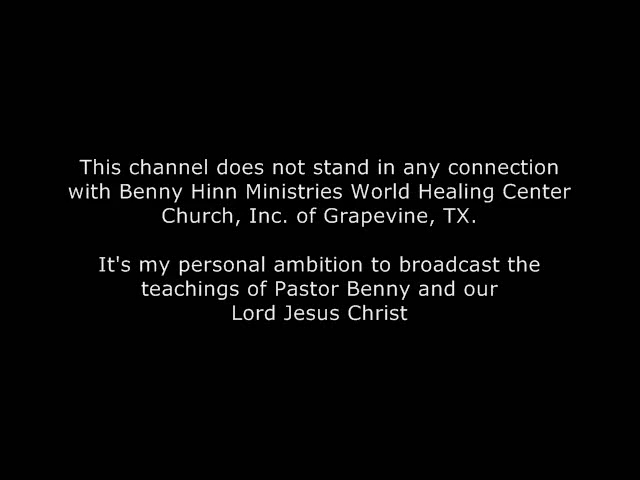 This channel does not stand in any connection
with Benny Hinn Ministries World Healing Center
Church, Inc. of Grapevine, TX.
It's my personal ambition to broadcast the
teachings of Pastor Benny and our
Lord Jesus Christ